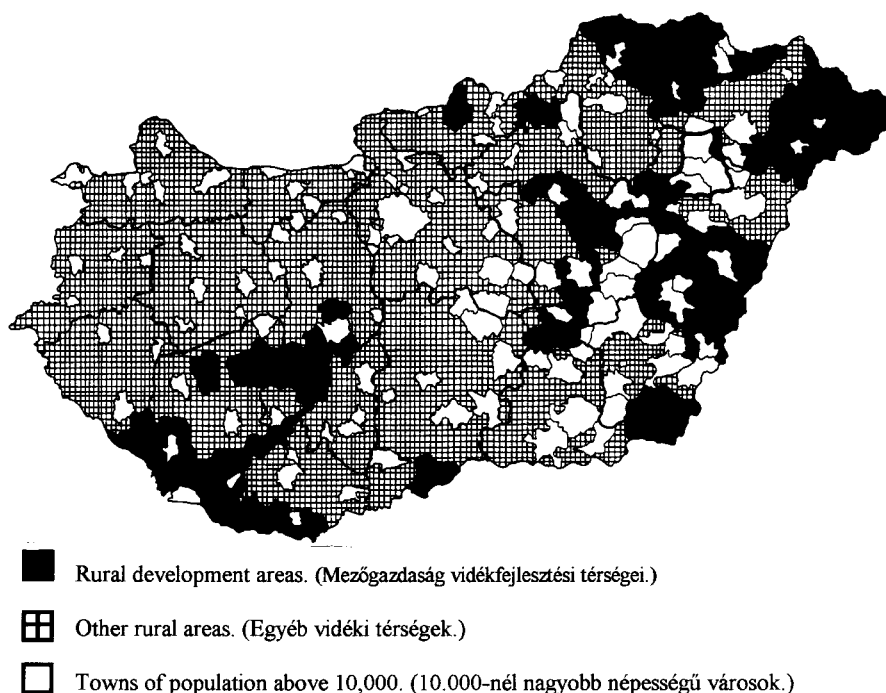 Rural development areas. (Mezőgazdaság vidékfejlesztési térségei.)
Other rural areas. (Egyéb vidéki térségek.)
Towns of population above 10,000. (10.000-nél nagyobb népességű városok.)